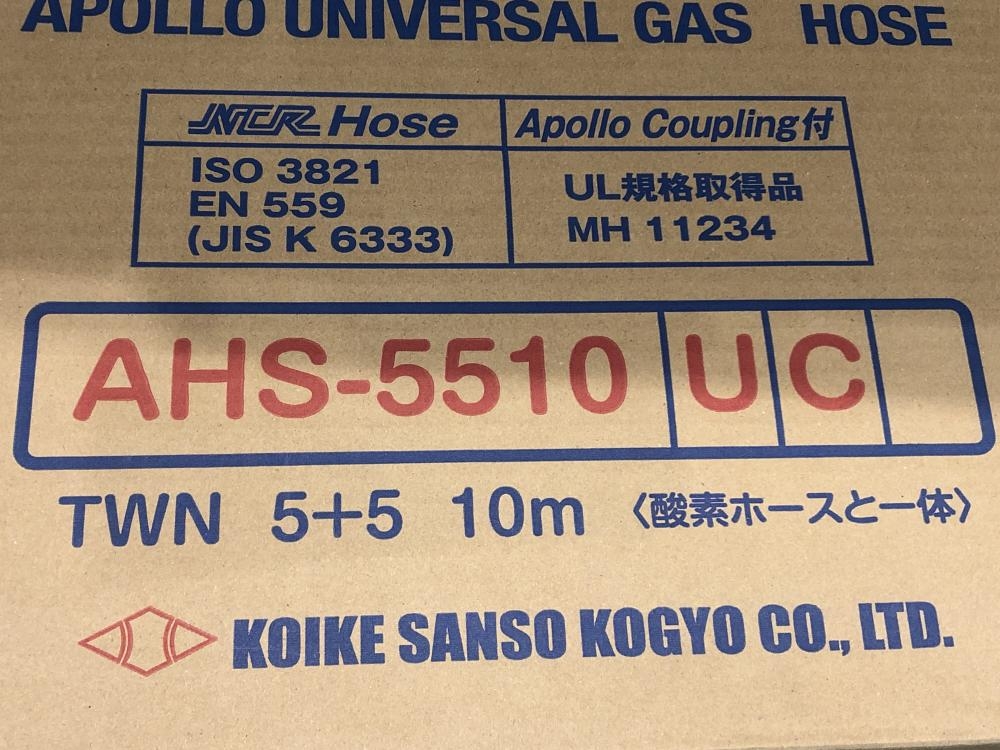 APOLLO UNIVERSAL GAS HOSE
NCR Hose
Apollo Coupling付
ISO 3821
EN 559
(JIS K 6333)
UL規格取得品
MH 11234
AHS-5510 U C
TWN 5+5 10m 〈酸素ホースと一体〉
KOIKE SANSO KOGYO CO., LTD.